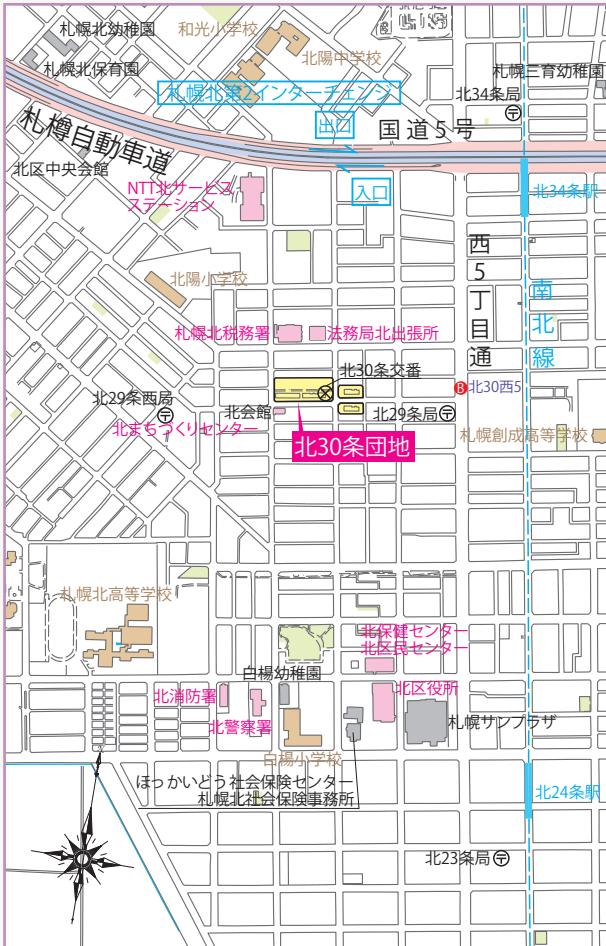 札幌北幼稚園
和光小学校
北陽中学校
札幌北保育園
札幌三育幼稚園
札幌北第2インターチェンジ
北34条局
出口
国道5号
札樽自動車道
北区中央会館
NTT北サービス
ステーション
入口
北34条駅
西5丁目通
北陽小学校
南北線
札幌北税務署
法務局北出張所
北30条交番
B
北30西5
北29条西局
北会館
北29条局
北まちづくりセンター
北30条団地
札幌創成高等学校
札幌北高等学校
北保健センター
北区民センター
白楊幼稚園
北消防署
北区役所
北警察署
札幌サンプラザ
白楊小学校
ほっかいどう社会保険センター
札幌北社会保険事務所
北24条駅
北23条局